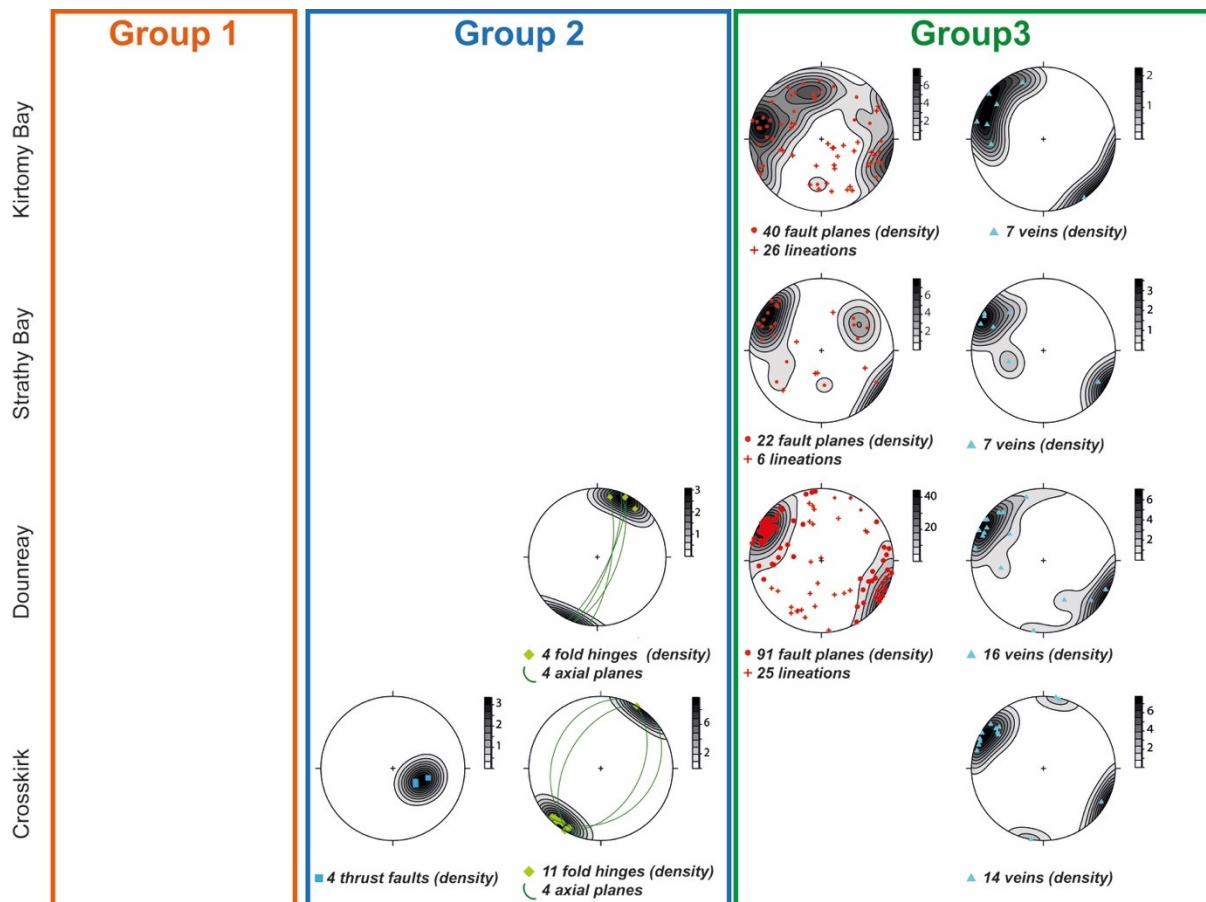 Group 1
Group 2
Group3
Kirtomy Bay
6
4
2
2
1
40 fault planes (density)
26 lineations
7 veins (density)
Strathy Bay
6
4
2
3
2
1
22 fault planes (density)
6 lineations
7 veins (density)
Dounreay
3
2
1
40
20
6
4
2
4 fold hinges (density)
4 axial planes
91 fault planes (density)
25 lineations
16 veins (density)
Crosskirk
3
2
1
6
2
6
4
2
4 thrust faults (density)
11 fold hinges (density)
4 axial planes
14 veins (density)